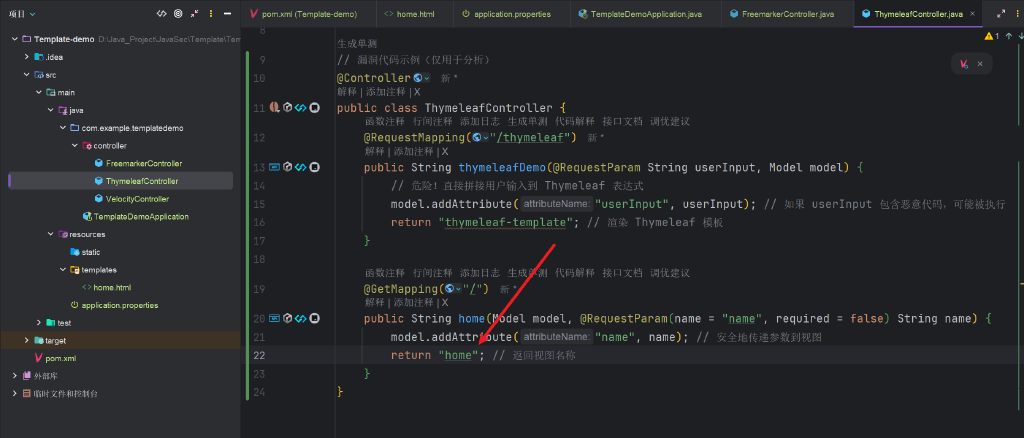 项目
pom.xml (Template-demo)
home.html
application.properties
TemplateDemoApplication.java
FreemarkerController.java
ThymeleafController.java
Template-demo D:\Java_Project\JavaSec\Template\Tem
.idea
src
main
java
com.example.templatedemo
controller
FreemarkerController
ThymeleafController
VelocityController
TemplateDemoApplication
resources
static
templates
home.html
application.properties
test
target
pom.xml
外部库
临时文件和控制台
1
8
生成单测
9 // 漏洞代码示例（仅用于分析）
10 @Controller 新 *
解释 | 添加注释 | X
11 public class ThymeleafController {
函数注释 行间注释 添加日志 生成单测 代码解释 接口文档 调优建议
12 @RequestMapping("/thymeleaf") 新 *
解释 | 添加注释 | X
13 public String thymeleafDemo(@RequestParam String userInput, Model model) {
14 // 危险！直接拼接用户输入到 Thymeleaf 表达式
15 model.addAttribute( attributeName: "userInput", userInput); // 如果 userInput 包含恶意代码，可能被执行
16 return "thymeleaf-template"; // 渲染 Thymeleaf 模板
17 }
18
函数注释 行间注释 添加日志 生成单测 代码解释 接口文档 调优建议
19 @GetMapping("/") 新 *
解释 | 添加注释 | X
20 public String home(Model model, @RequestParam(name = "name", required = false) String name) {
21 model.addAttribute( attributeName: "name", name); // 安全地传递参数到视图
22 return "home"; // 返回视图名称
23 }
24 }